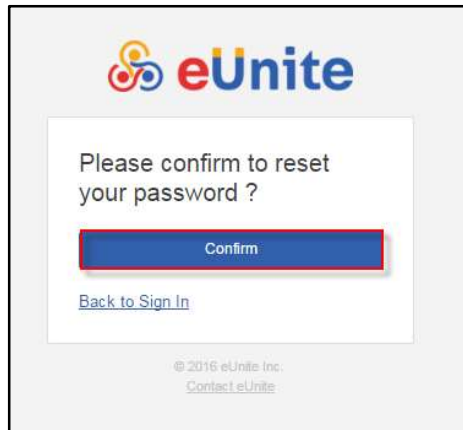 eUnite
Please confirm to reset
your password ?
Confirm
Back to Sign In
© 2016 eUnite Inc.
Contact eUnite